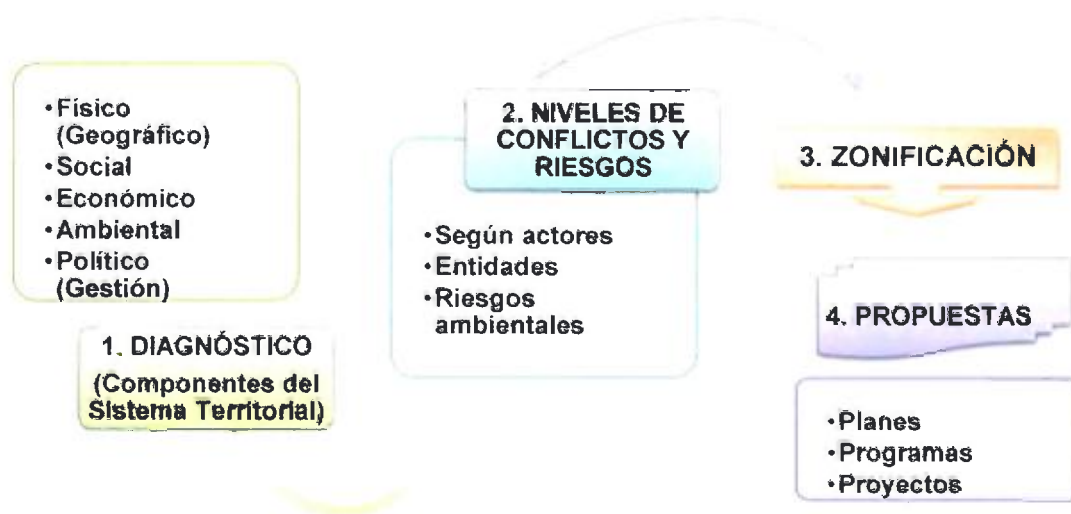 • Físico
(Geográfico)
• Social
• Económico
• Ambiental
• Político
(Gestión)
1. DIAGNÓSTICO
(Componentes del
Sistema Territorial)
2. NIVELES DE
CONFLICTOS Y
RIESGOS
• Según actores
• Entidades
• Riesgos
ambientales
3. ZONIFICACIÓN
4. PROPUESTAS
• Planes
• Programas
• Proyectos